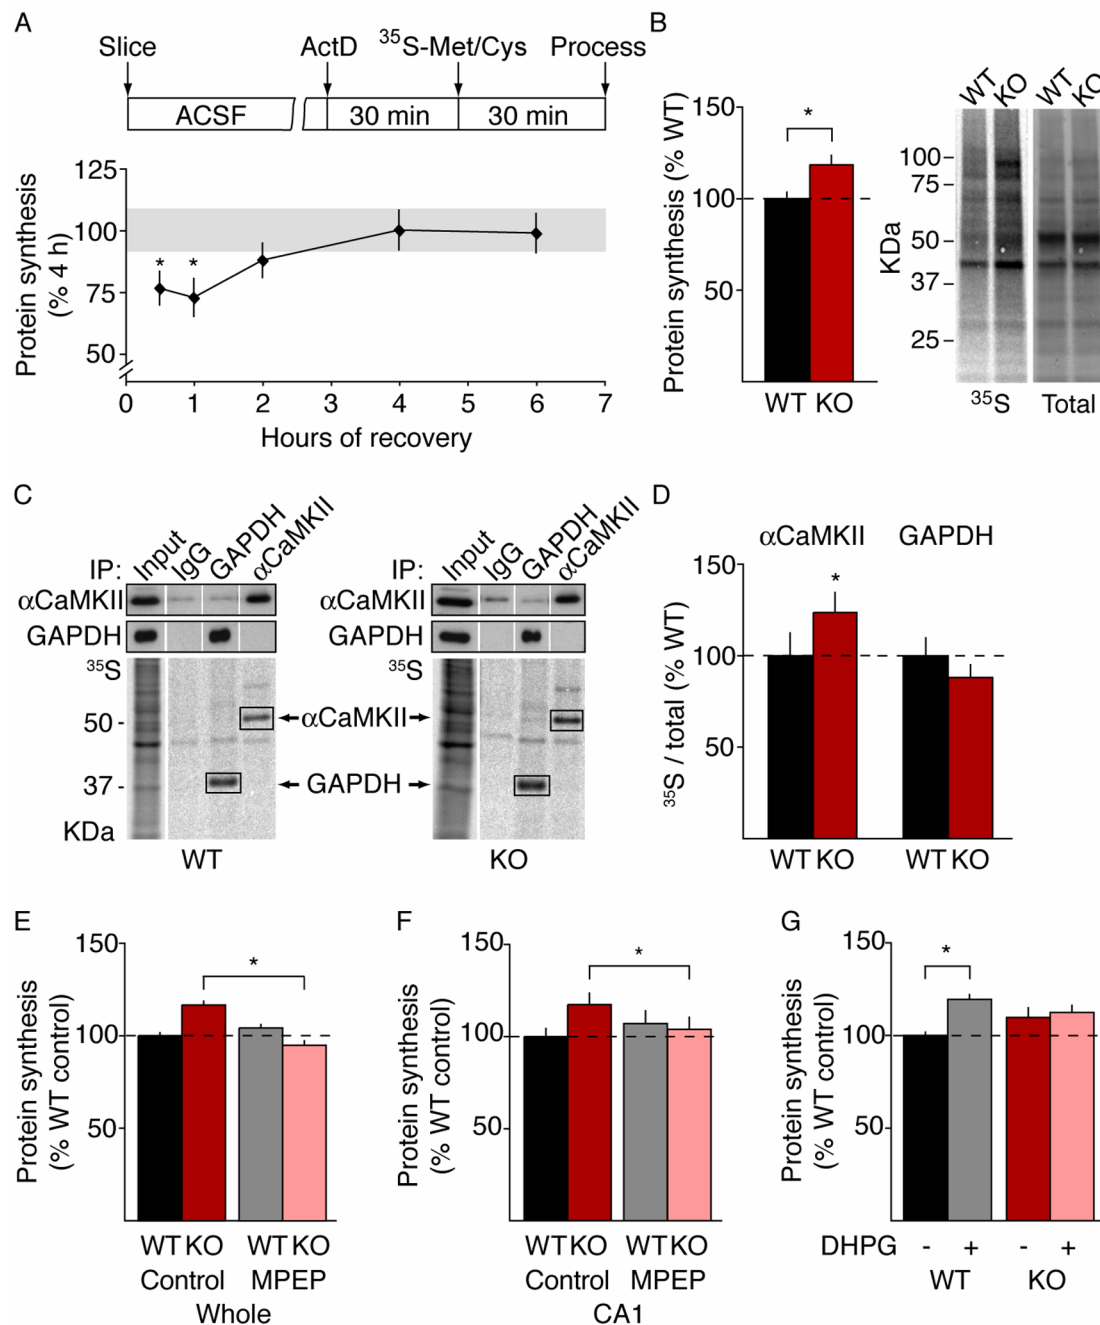 A
Slice ActD ³⁵S-Met/Cys Process
ACSF 30 min 30 min
Protein synthesis
(% 4 h)
125
100
75
50
* *
0 1 2 3 4 5 6 7
Hours of recovery
B
Protein synthesis (% WT)
150
100
50
*
WT KO
WT KO WT KO
KDa
100
75
50
37
25
³⁵S Total
C
IP: Input IgG GAPDH αCaMKII
αCaMKII
GAPDH
³⁵S
50
37
KDa
WT
αCaMKII
GAPDH
IP: Input IgG GAPDH αCaMKII
αCaMKII
GAPDH
³⁵S
KO
D
αCaMKII GAPDH
³⁵S / total (% WT)
150
100
50
*
WT KO WT KO
E
Protein synthesis
(% WT control)
150
100
50
*
WT KO WT KO
Control MPEP
Whole
F
Protein synthesis
(% WT control)
150
100
50
*
WT KO WT KO
Control MPEP
CA1
G
Protein synthesis
(% WT control)
150
100
50
*
DHPG - + - +
WT KO